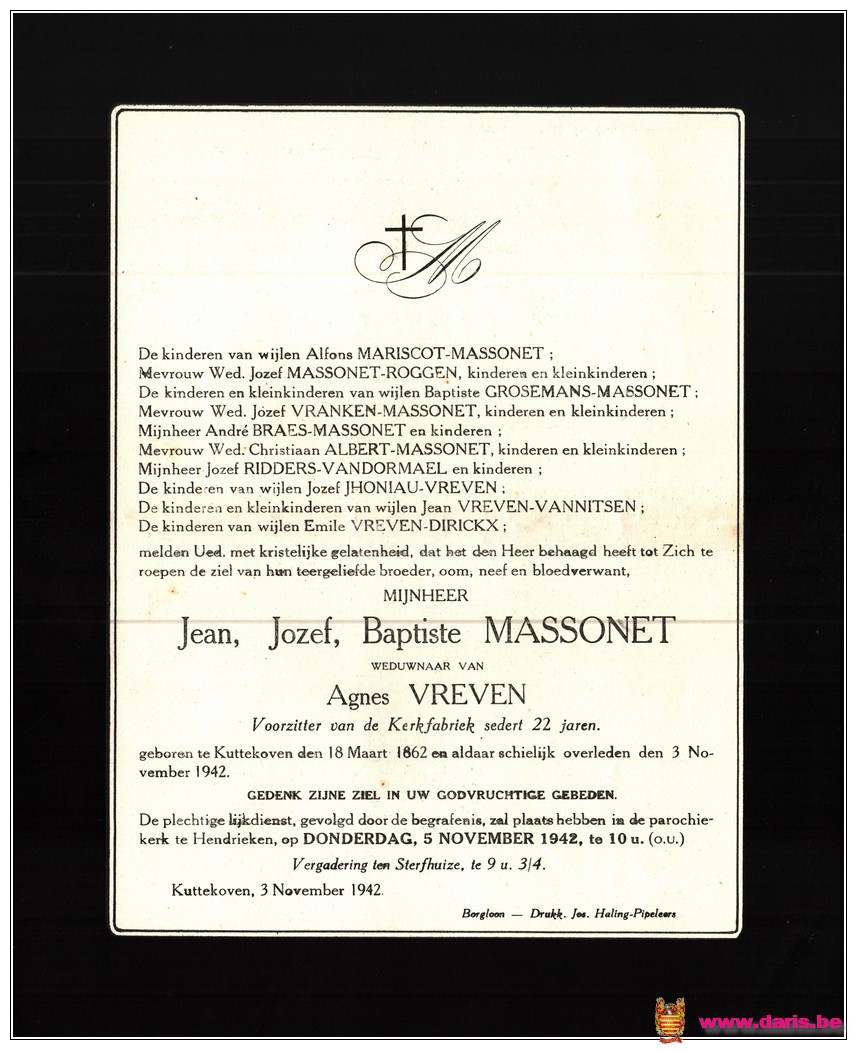 M
De kinderen van wijlen Alfons MARISCOT-MASSONET ;
Mevrouw Wed. Jozef MASSONET-ROGGEN, kinderen en kleinkinderen ;
De kinderen en kleinkinderen van wijlen Baptiste GROSEMANS-MASSONET ;
Mevrouw Wed. Jozef VRANKEN-MASSONET, kinderen en kleinkinderen ;
Mijnheer André BRAES-MASSONET en kinderen ;
Mevrouw Wed. Christiaan ALBERT-MASSONET, kinderen en kleinkinderen ;
Mijnheer Jozef RIDDERS-VANDORMAEL en kinderen ;
De kinderen van wijlen Jozef JHONIAU-VREVEN ;
De kinderen en kleinkinderen van wijlen Jean VREVEN-VANNITSEN ;
De kinderen van wijlen Emile VREVEN-DIRICKX ;
melden Ued. met kristelijke gelatenheid, dat het den Heer behaagd heeft tot Zich te
roepen de ziel van hun teergeliefde broeder, oom, neef en bloedverwant,
MIJNHEER
Jean, Jozef, Baptiste MASSONET
WEDUWNAAR VAN
Agnes VREVEN
Voorzitter van de Kerkfabriek sedert 22 jaren.
geboren te Kuttekoven den 18 Maart 1862 en aldaar schielijk overleden den 3 No-
vember 1942.
GEDENK ZIJNE ZIEL IN UW GODVRUCHTIGE GEBEDEN.
De plechtige lijkdienst, gevolgd door de begrafenis, zal plaats hebben in de parochie-
kerk te Hendrieken, op DONDERDAG, 5 NOVEMBER 1942, te 10 u. (o.u.)
Vergadering ten Sterfhuize, te 9 u. 3/4.
Kuttekoven, 3 November 1942.
Borgloon — Drukk. Jos. Haling-Pipeleers
www.daris.be